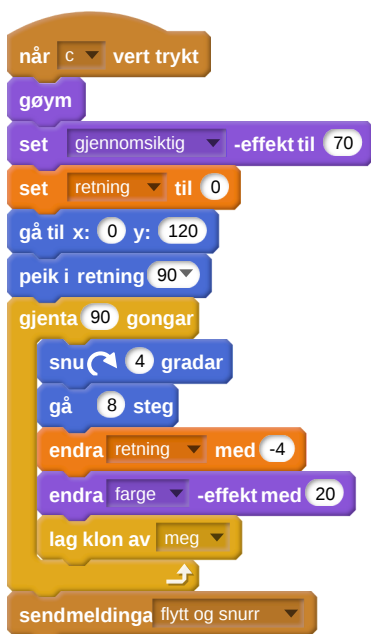 når c vert trykt
gøym
set gjennomsiktig -effekt til 70
set retning til 0
gå til x: 0 y: 120
peik i retning 90
gjenta 90 gongar
snu 4 gradar
gå 8 steg
endra retning med -4
endra farge -effekt med 20
lag klon av meg
sendmeldinga flytt og snurr